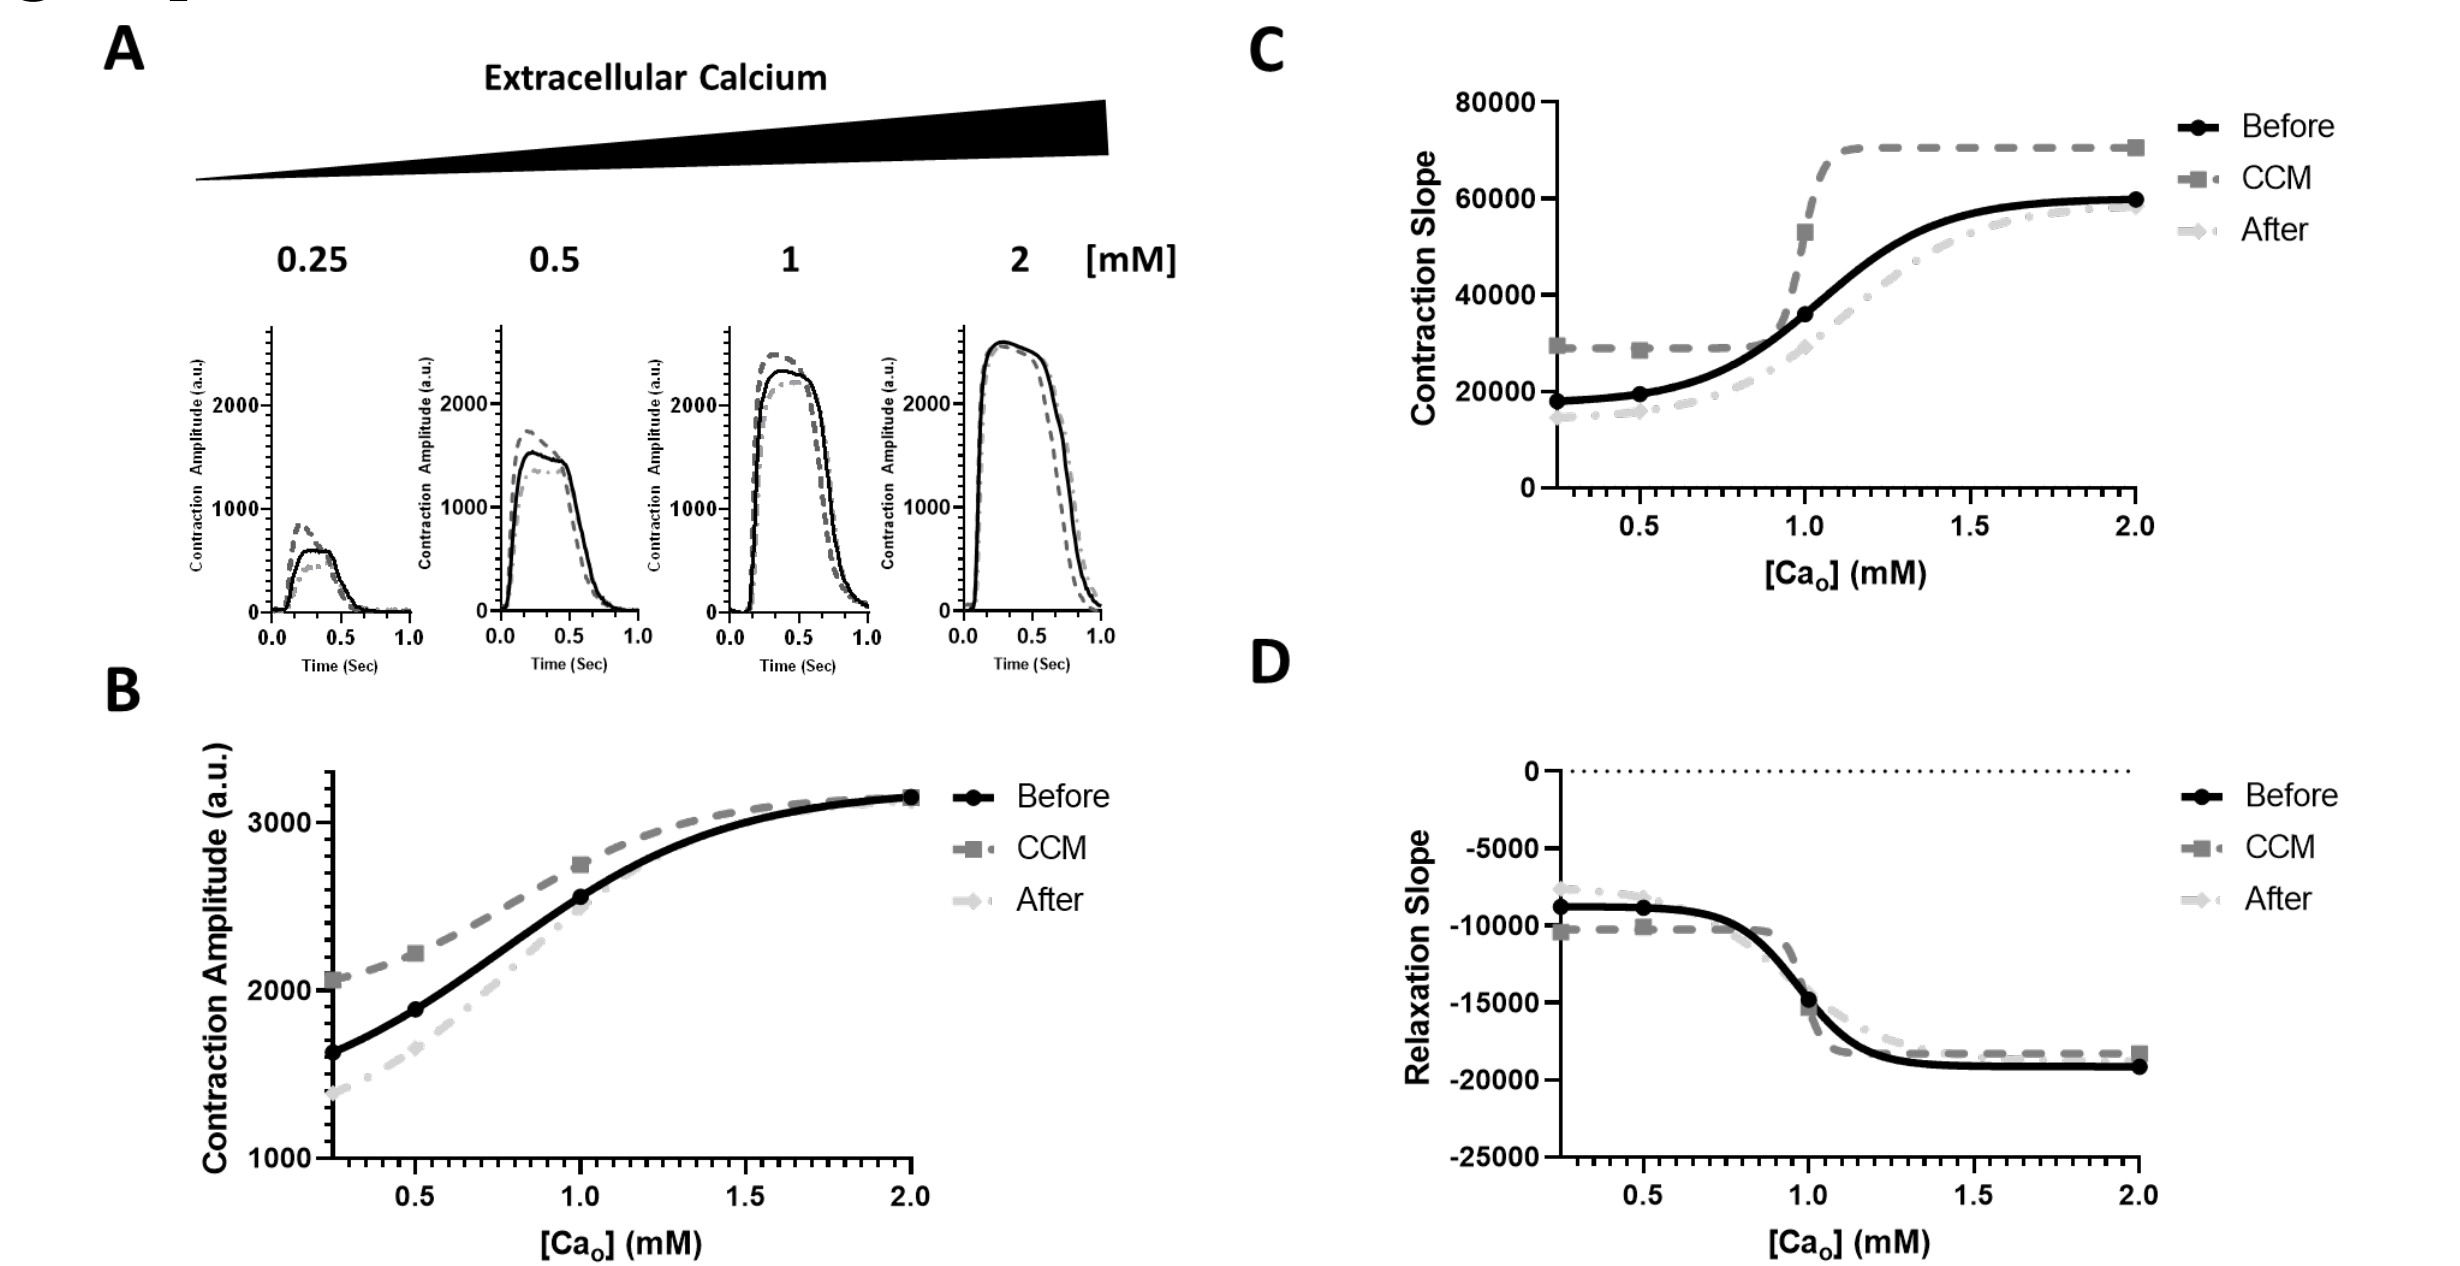 A
Extracellular Calcium
0.25 0.5 1 2 [mM]
Contraction Amplitude (a.u.)
2000
1000
0
0.0 0.5 1.0
Time (Sec)
Contraction Amplitude (a.u.)
2000
1000
0
0.0 0.5 1.0
Time (Sec)
Contraction Amplitude (a.u.)
2000
1000
0
0.0 0.5 1.0
Time (Sec)
Contraction Amplitude (a.u.)
2000
1000
0
0.0 0.5 1.0
Time (Sec)
B
Contraction Amplitude (a.u.)
3000
2000
1000
0.5 1.0 1.5 2.0
[Cao] (mM)
Before
CCM
After
C
Contraction Slope
80000
60000
40000
20000
0
0.5 1.0 1.5 2.0
[Cao] (mM)
Before
CCM
After
D
Relaxation Slope
0
-5000
-10000
-15000
-20000
-25000
0.5 1.0 1.5 2.0
[Cao] (mM)
Before
CCM
After